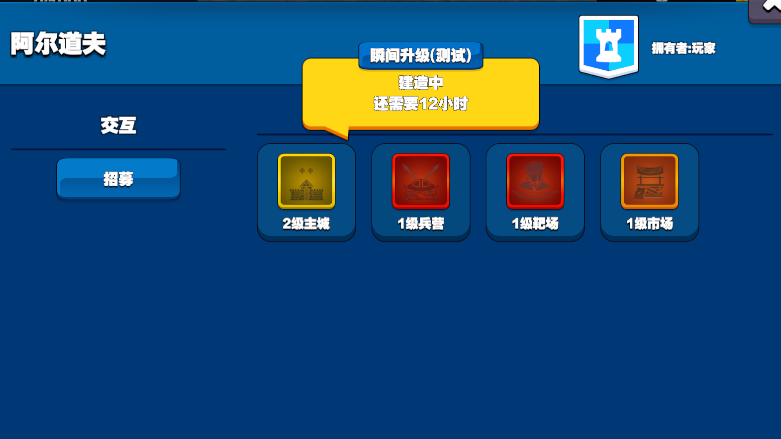 阿尔道夫
瞬间升级(测试)
拥有者:玩家
建造中
还需要12小时
交互
招募
2级主城
1级兵营
1级靶场
1级市场